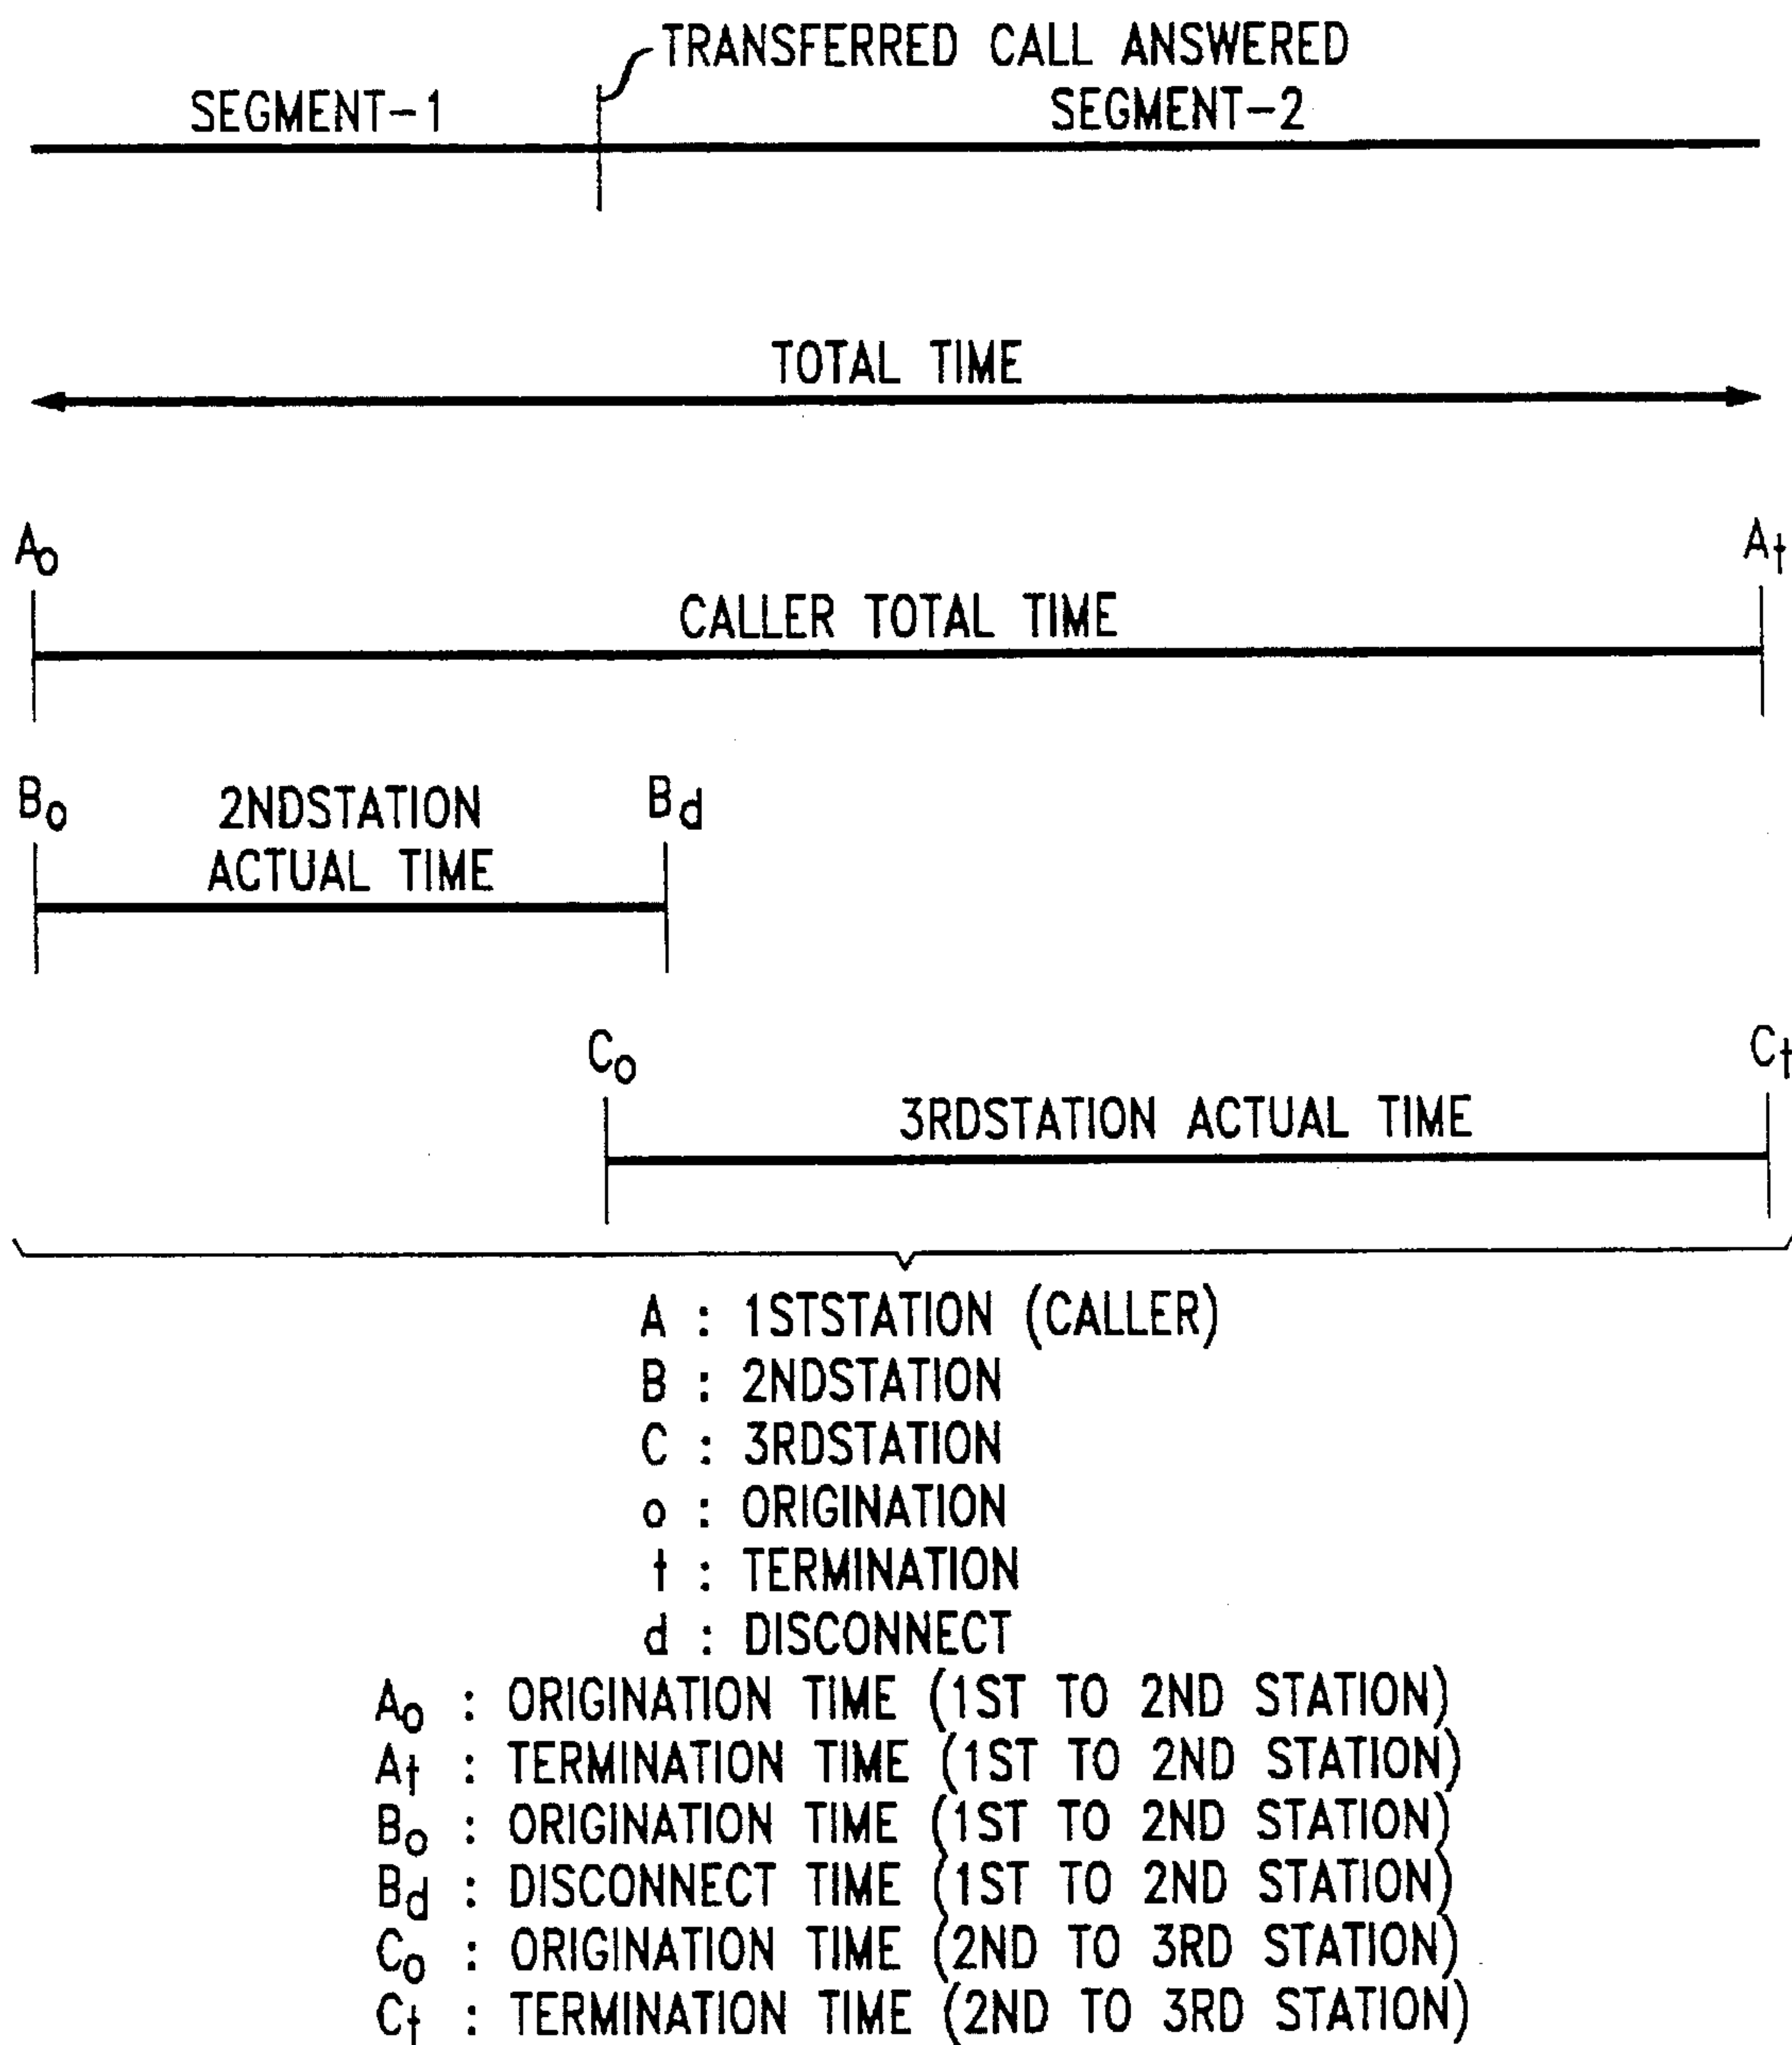 TRANSFERRED CALL ANSWERED
SEGMENT-1
SEGMENT-2
TOTAL TIME
Ao
At
CALLER TOTAL TIME
Bo
2NDSTATION
ACTUAL TIME
Bd
Co
Ct
3RDSTATION ACTUAL TIME
A : 1STSTATION (CALLER)
B : 2NDSTATION
C : 3RDSTATION
o : ORIGINATION
t : TERMINATION
d : DISCONNECT
Ao : ORIGINATION TIME (1ST TO 2ND STATION)
At : TERMINATION TIME (1ST TO 2ND STATION)
Bo : ORIGINATION TIME (1ST TO 2ND STATION)
Bd : DISCONNECT TIME (1ST TO 2ND STATION)
Co : ORIGINATION TIME (2ND TO 3RD STATION)
Ct : TERMINATION TIME (2ND TO 3RD STATION)